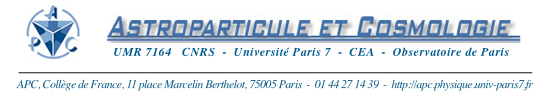 APC
ASTROPARTICULE ET COSMOLOGIE
UMR 7164 CNRS - Université Paris 7 - CEA - Observatoire de Paris
APC, Collège de France, 11 place Marcelin Berthelot, 75005 Paris - 01 44 27 14 39 - http://apc.physique.univ-paris7.fr